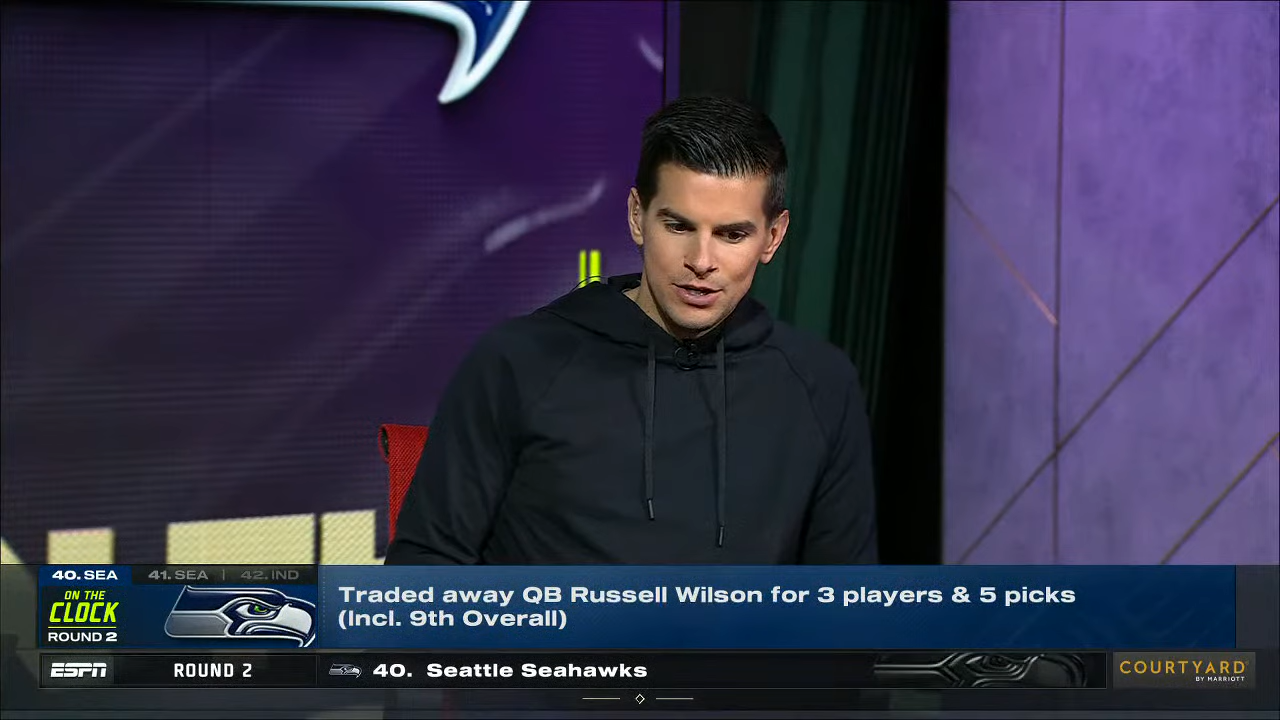 40. SEA 41. SEA | 42. IND
ON THE
CLOCK
ROUND 2
Traded away QB Russell Wilson for 3 players & 5 picks
(Incl. 9th Overall)
ESPN ROUND 2 40. Seattle Seahawks COURTYARD
BY MARRIOTT